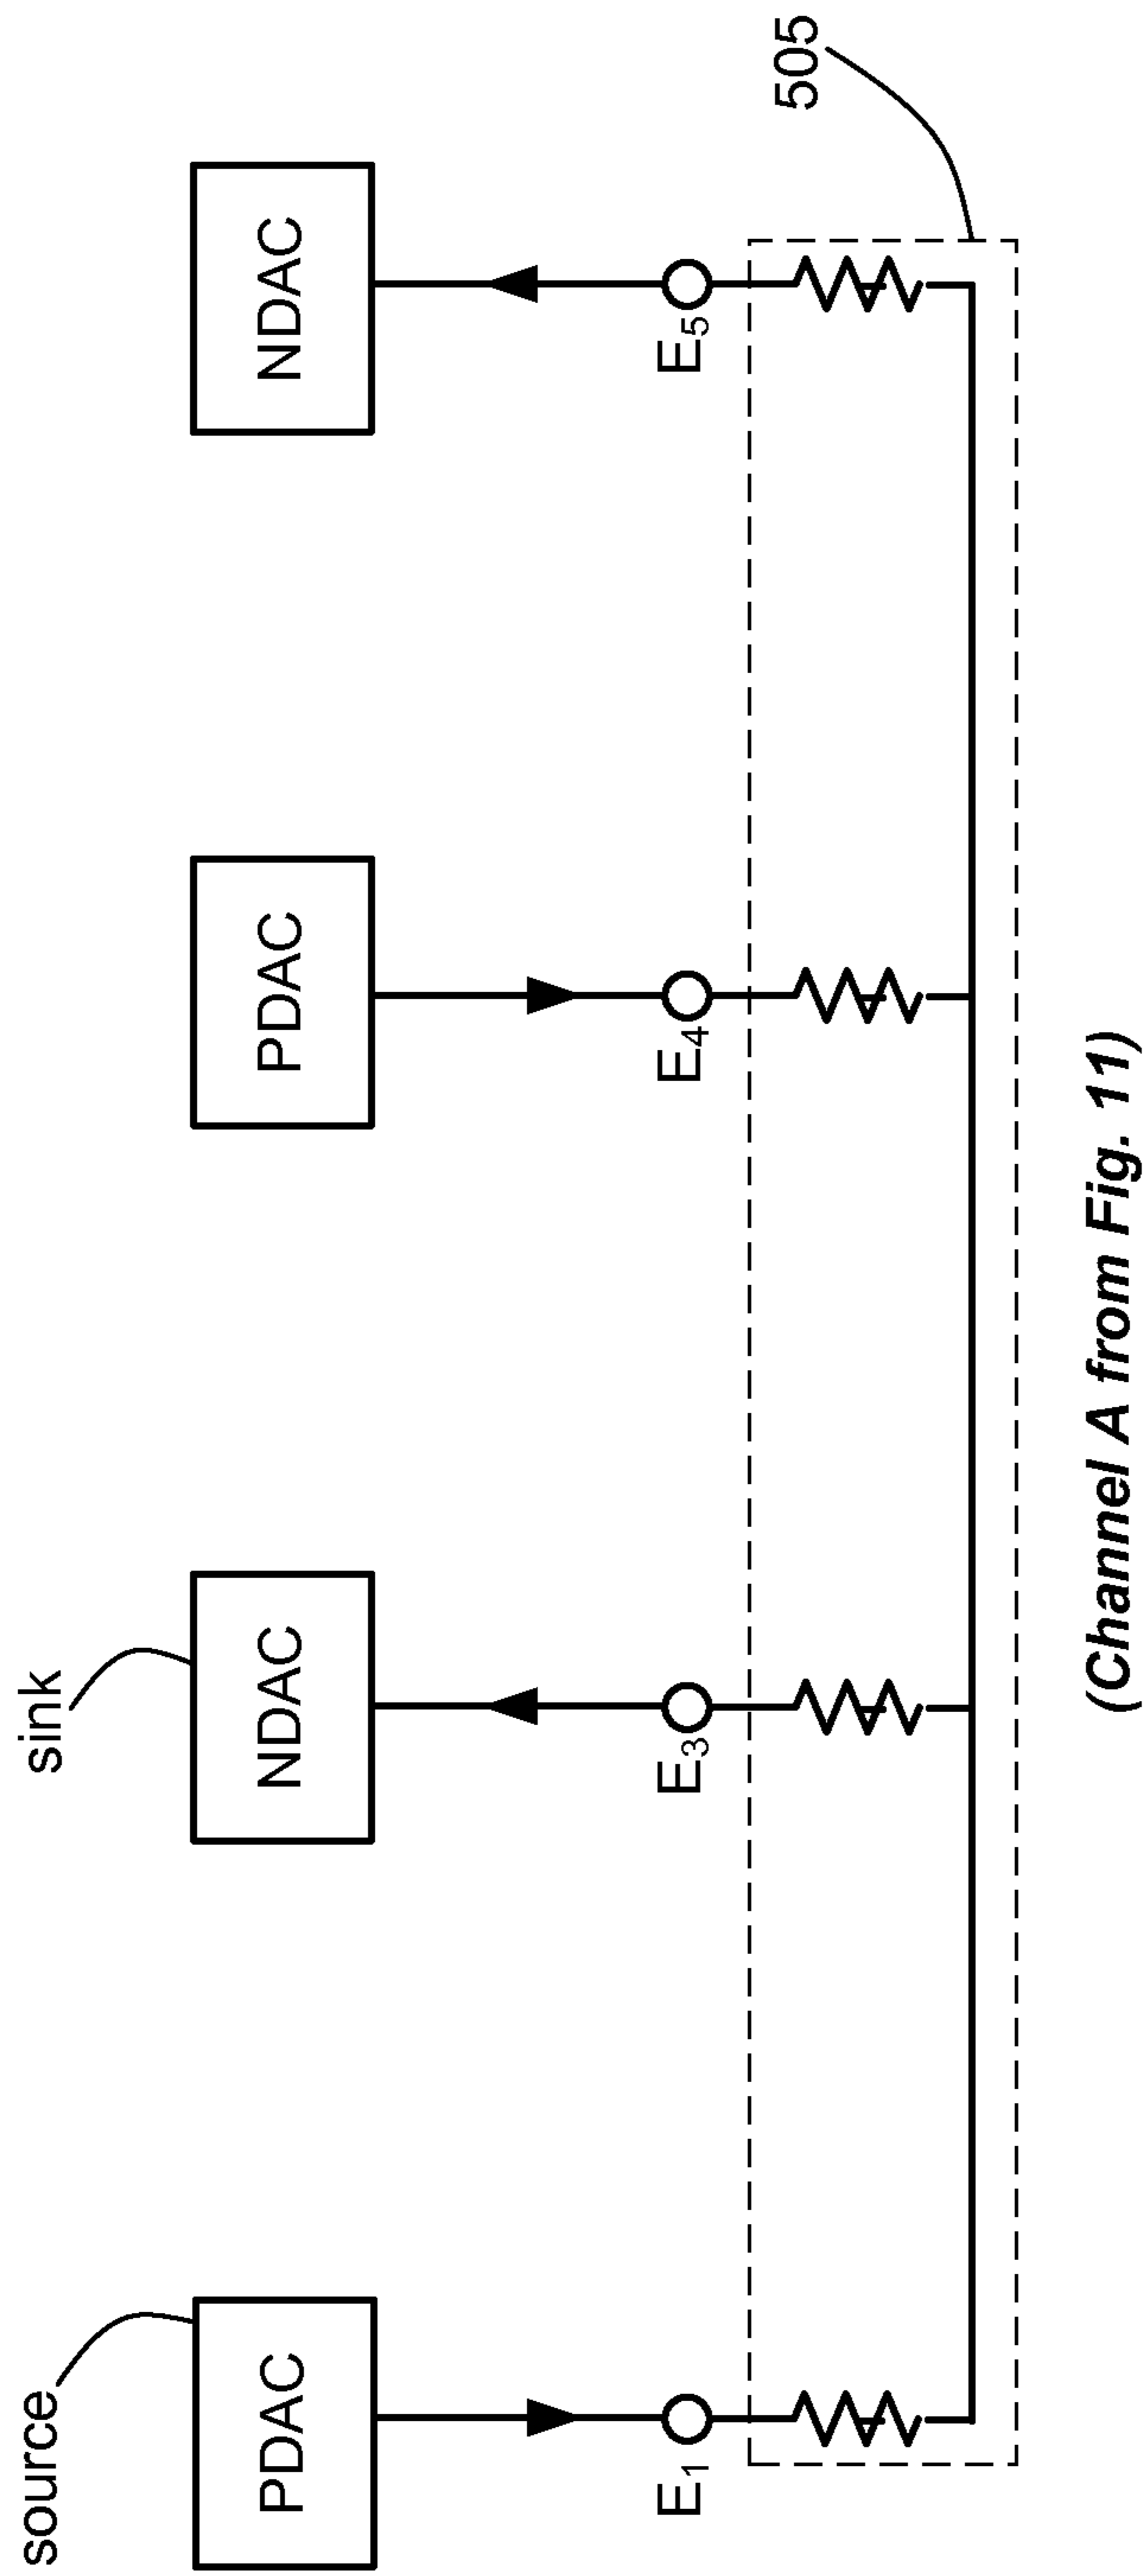 source
sink
PDAC
NDAC
PDAC
NDAC
E₁
E₃
E₄
E₅
505
(Channel A from Fig. 11)